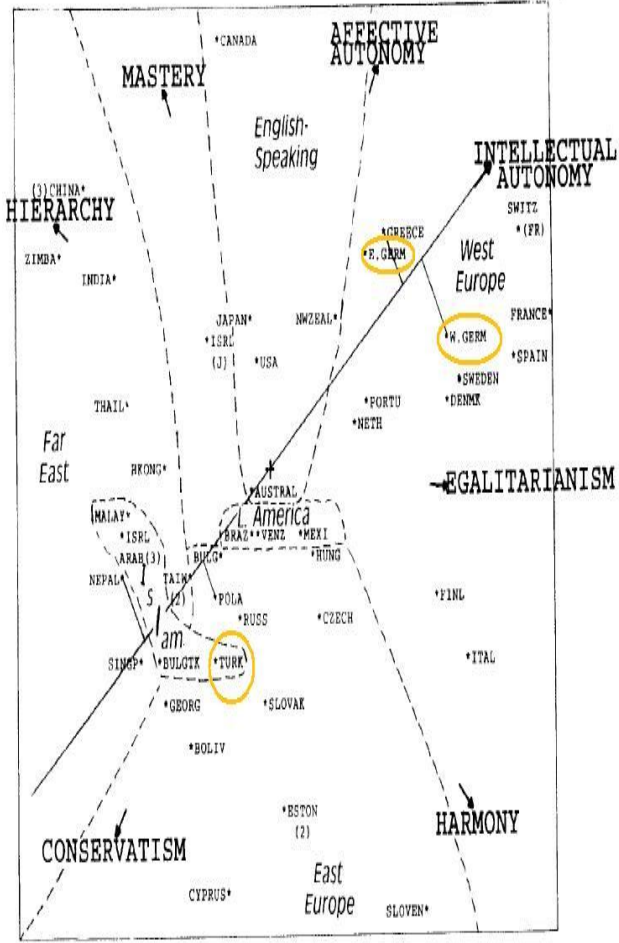 *CANADA
AFFECTIVE
AUTONOMY
MASTERY
English-
Speaking
INTELLECTUAL
AUTONOMY
(3)CHINA*
HIERARCHY
SWITZ
*(FR)
*GREECE
*E.GERM
ZIMBA*
West
Europe
INDIA*
JAPAN*
NWZEAL*
FRANCE*
*ISRL
(J)
*W.GERM
*USA
*SPAIN
*SWEDEN
THAIL*
*PORTU
*DENMK
*NETH
Far
East
HKONG*
*AUSTRAL
EGALITARIANISM
MALAY*
L. America
*ISRL
ARAB(3)
BRAZ**VENZ
*MEXI
BULG*
*HUNG
NEPAL*
TAIW*
(2)
I
s
l
am
*POLA
*FINL
*RUSS
*CZECH
SINGP*
*BULGTK
*TURK
*ITAL
*GEORG
*SLOVAK
*BOLIV
*ESTON
(2)
HARMONY
CONSERVATISM
East
Europe
CYPRUS*
SLOVEN*